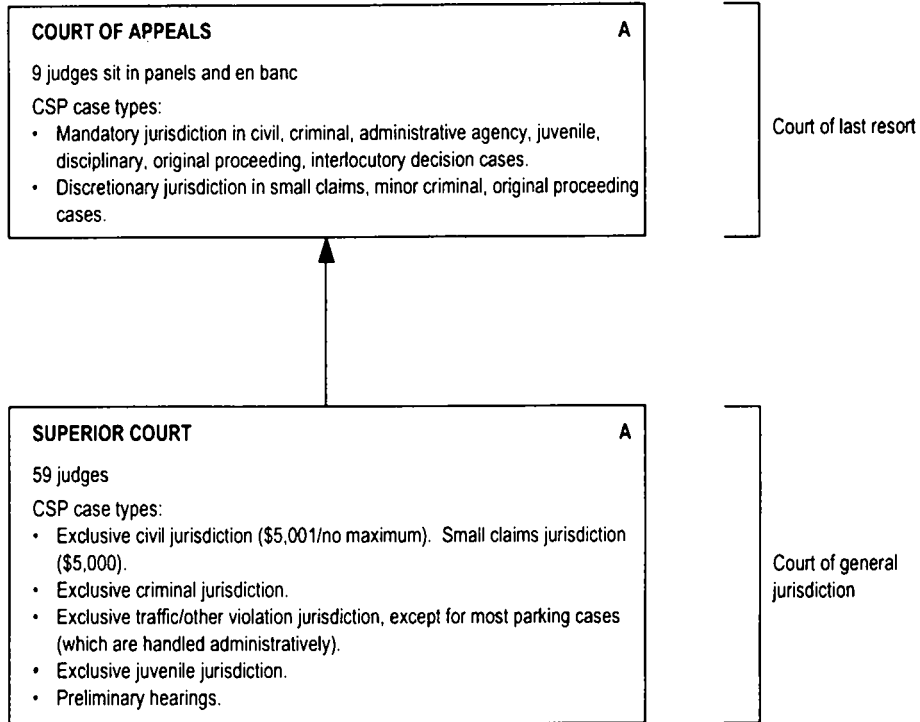 COURT OF APPEALS A
9 judges sit in panels and en banc
CSP case types:
• Mandatory jurisdiction in civil, criminal, administrative agency, juvenile,
disciplinary, original proceeding, interlocutory decision cases.
• Discretionary jurisdiction in small claims, minor criminal, original proceeding
cases.
Court of last resort
SUPERIOR COURT A
59 judges
CSP case types:
• Exclusive civil jurisdiction ($5,001/no maximum). Small claims jurisdiction
($5,000).
• Exclusive criminal jurisdiction.
• Exclusive traffic/other violation jurisdiction, except for most parking cases
(which are handled administratively).
• Exclusive juvenile jurisdiction.
• Preliminary hearings.
Court of general
jurisdiction